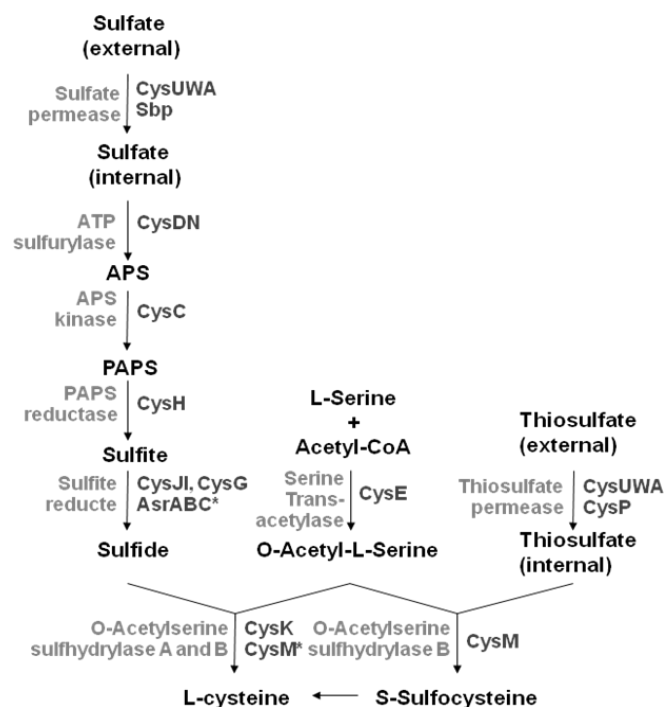 Sulfate
(external)
Sulfate
permease
CysUWA
Sbp
Sulfate
(internal)
ATP
sulfurylase
CysDN
APS
APS
kinase
CysC
PAPS
PAPS
reductase
CysH
Sulfite
Sulfite
reducte
CysJI, CysG
AsrABC*
Sulfide
L-Serine
+
Acetyl-CoA
Serine
Trans-
acetylase
CysE
O-Acetyl-L-Serine
Thiosulfate
(external)
Thiosulfate
permease
CysUWA
CysP
Thiosulfate
(internal)
O-Acetylserine
sulfhydrylase A and B
CysK
CysM*
O-Acetylserine
sulfhydrylase B
CysM
L-cysteine
S-Sulfocysteine